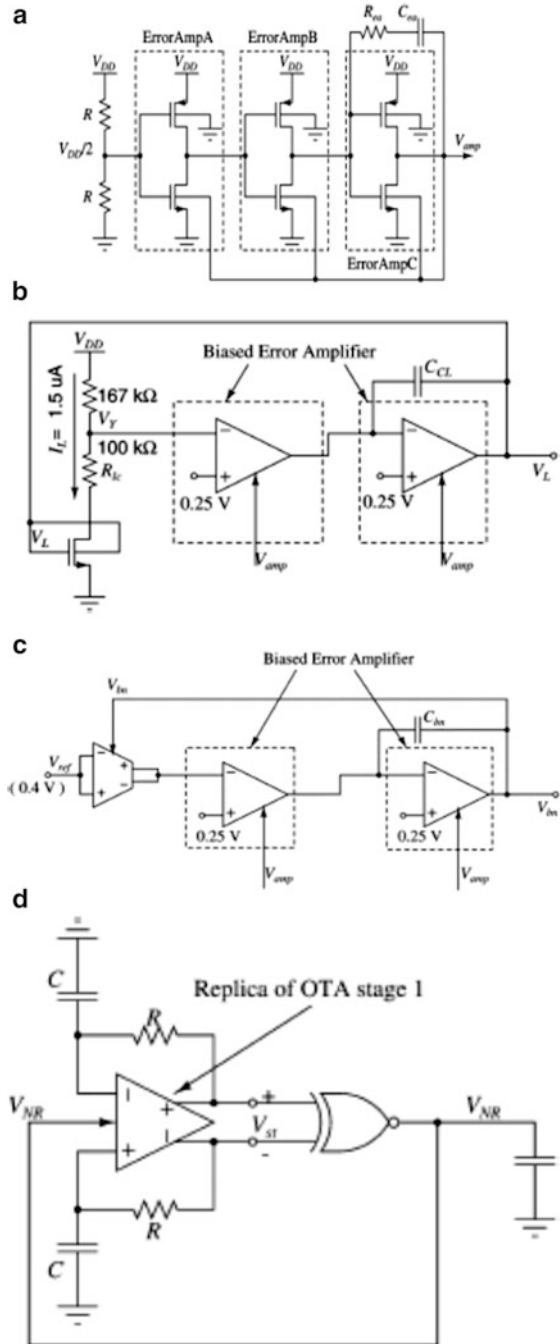 a
ErrorAmpA
ErrorAmpB
R_ea
C_ea
V_DD
V_DD
V_DD
V_DD
R
V_DD/2
R
V_amp
ErrorAmpC
b
V_DD
Biased Error Amplifier
I_L = 1.5 uA
167 kΩ
V_Y
100 kΩ
R_lc
C_CL
−
+
0.25 V
−
+
0.25 V
V_L
V_L
V_amp
V_amp
c
Biased Error Amplifier
V_bn
C_bn
V_ref
( 0.4 V )
−
+
+
−
−
+
0.25 V
−
+
0.25 V
V_bn
V_amp
V_amp
d
C
Replica of OTA stage 1
R
V_NR
+
+
V_st
-
V_NR
+
R
C